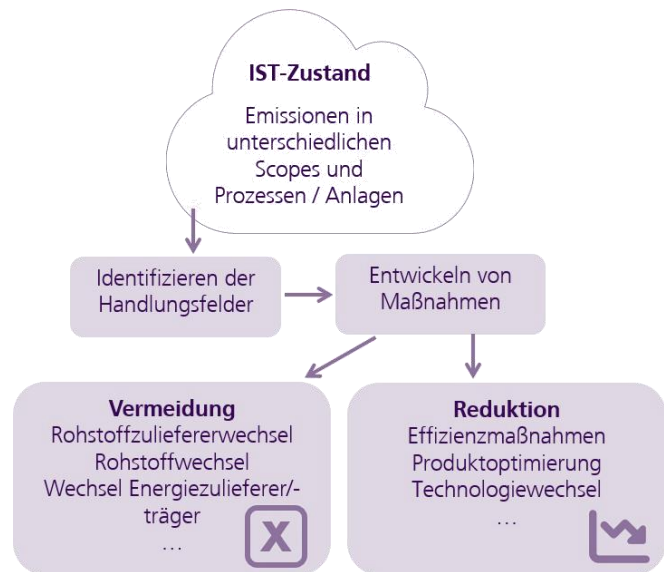 IST-Zustand
Emissionen in
unterschiedlichen
Scopes und
Prozessen / Anlagen
Identifizieren der
Handlungsfelder
Entwickeln von
Maßnahmen
Vermeidung
Rohstoffzuliefererwechsel
Rohstoffwechsel
Wechsel Energiezulieferer/-
träger
...
X
Reduktion
Effizienzmaßnahmen
Produktoptimierung
Technologiewechsel
...